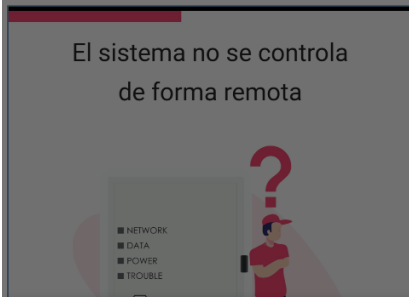 El sistema no se controla
de forma remota
?
NETWORK
DATA
POWER
TROUBLE